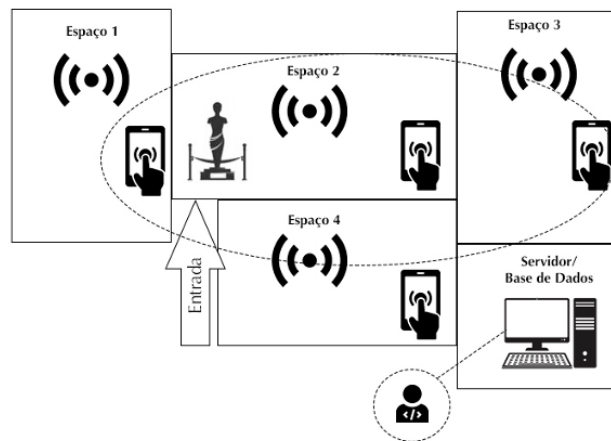 Espaço 1
Espaço 2
Espaço 3
Espaço 4
Entrada
Servidor/
Base de Dados
</>